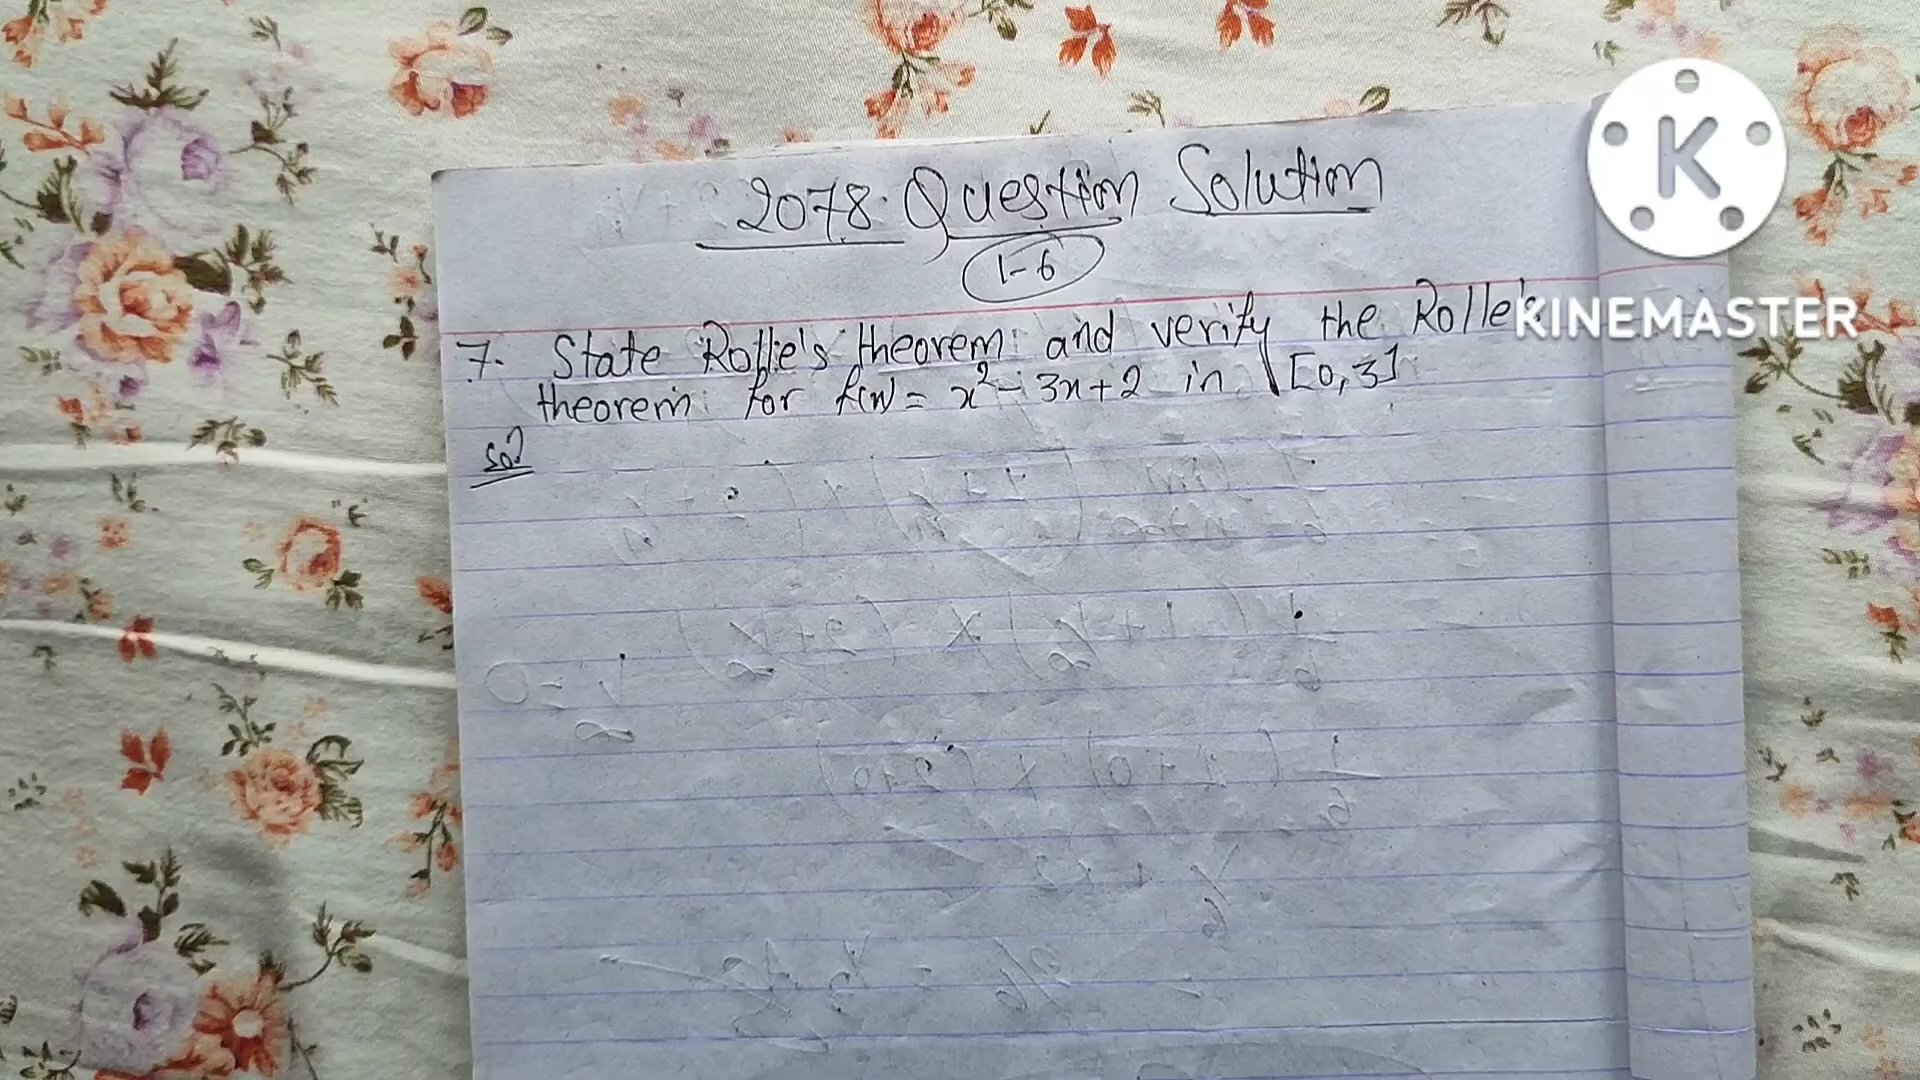 2078 Question Solution
1-6
7. State Rolle's theorem and verify the Rolle's
theorem for f(x) = x² - 3x + 2 in [0,3]
Sol
K
KINEMASTER